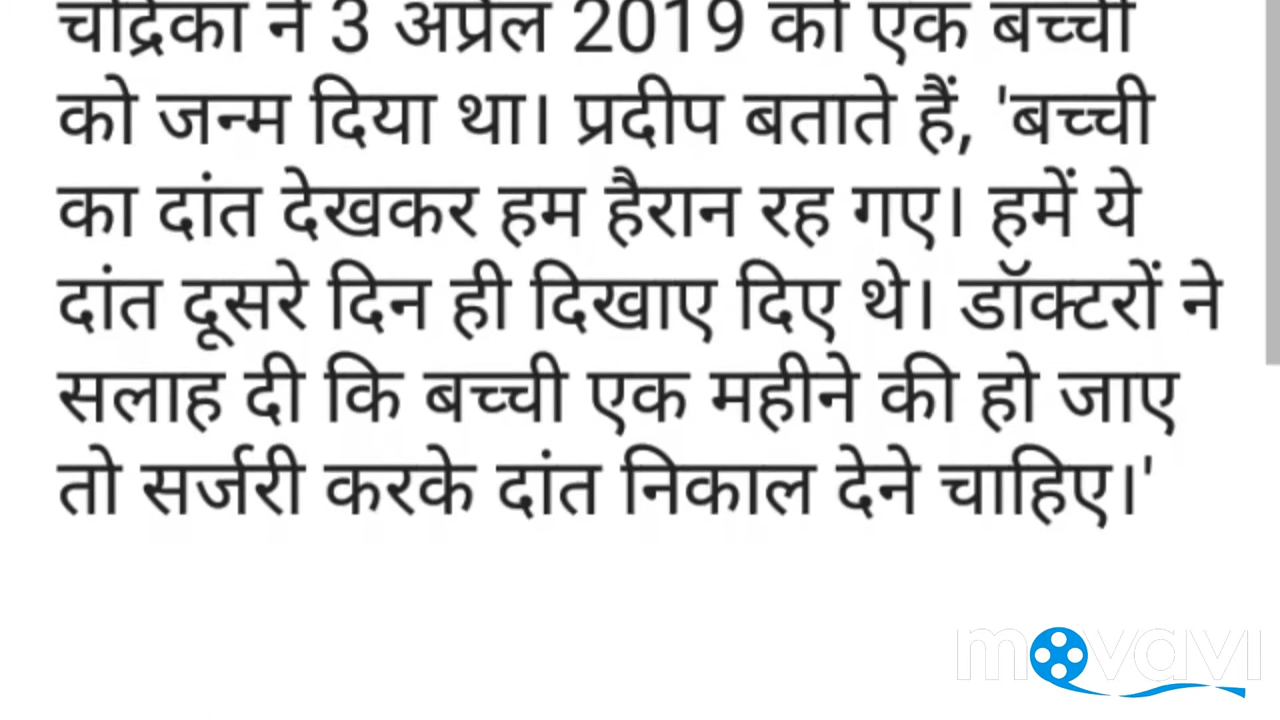 चंद्रिका ने 3 अप्रैल 2019 को एक बच्ची
को जन्म दिया था। प्रदीप बताते हैं, 'बच्ची
का दांत देखकर हम हैरान रह गए। हमें ये
दांत दूसरे दिन ही दिखाए दिए थे। डॉक्टरों ने
सलाह दी कि बच्ची एक महीने की हो जाए
तो सर्जरी करके दांत निकाल देने चाहिए।'
movavi